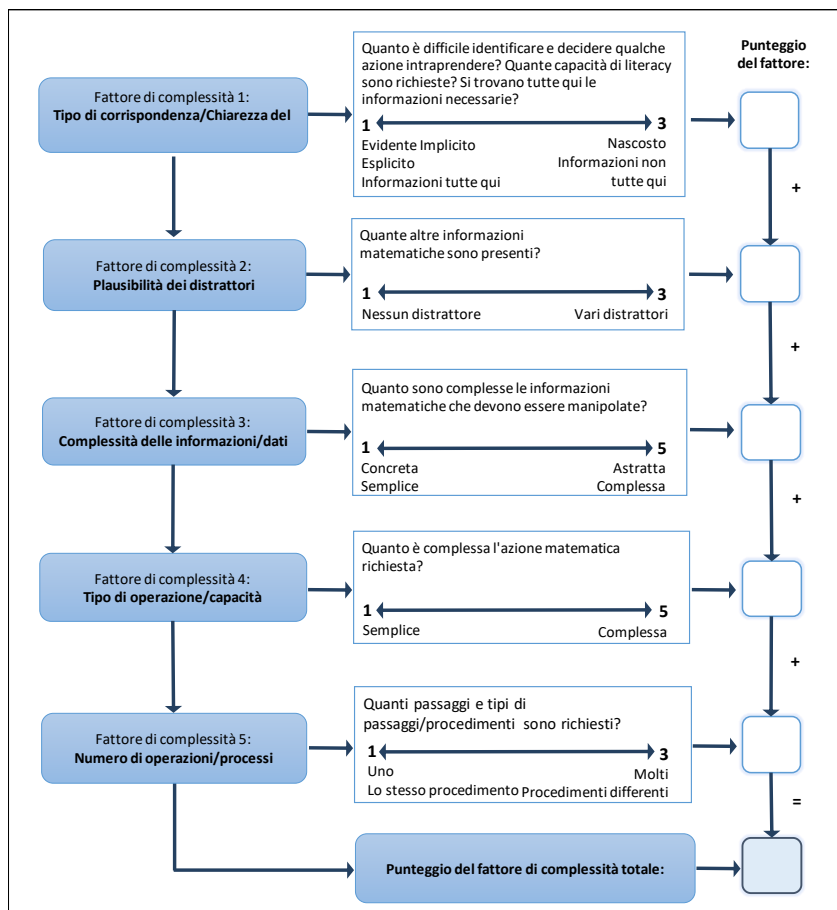 Quanto è difficile identificare e decidere qualche
azione intraprendere? Quante capacità di literacy
sono richieste? Si trovano tutte qui le
informazioni necessarie?
Punteggio
del fattore:
Fattore di complessità 1:
Tipo di corrispondenza/Chiarezza del
1
3
Evidente Implicito
Esplicito
Informazioni tutte qui
Nascosto
Informazioni non
tutte qui
+
Fattore di complessità 2:
Plausibilità dei distrattori
Quante altre informazioni
matematiche sono presenti?
1
3
Nessun distrattore
Vari distrattori
+
Fattore di complessità 3:
Complessità delle informazioni/dati
Quanto sono complesse le informazioni
matematiche che devono essere manipolate?
1
5
Concreta
Semplice
Astratta
Complessa
+
Fattore di complessità 4:
Tipo di operazione/capacità
Quanto è complessa l'azione matematica
richiesta?
1
5
Semplice
Complessa
+
Fattore di complessità 5:
Numero di operazioni/processi
Quanti passaggi e tipi di
passaggi/procedimenti sono richiesti?
1
3
Uno
Lo stesso procedimento
Molti
Procedimenti differenti
=
Punteggio del fattore di complessità totale: